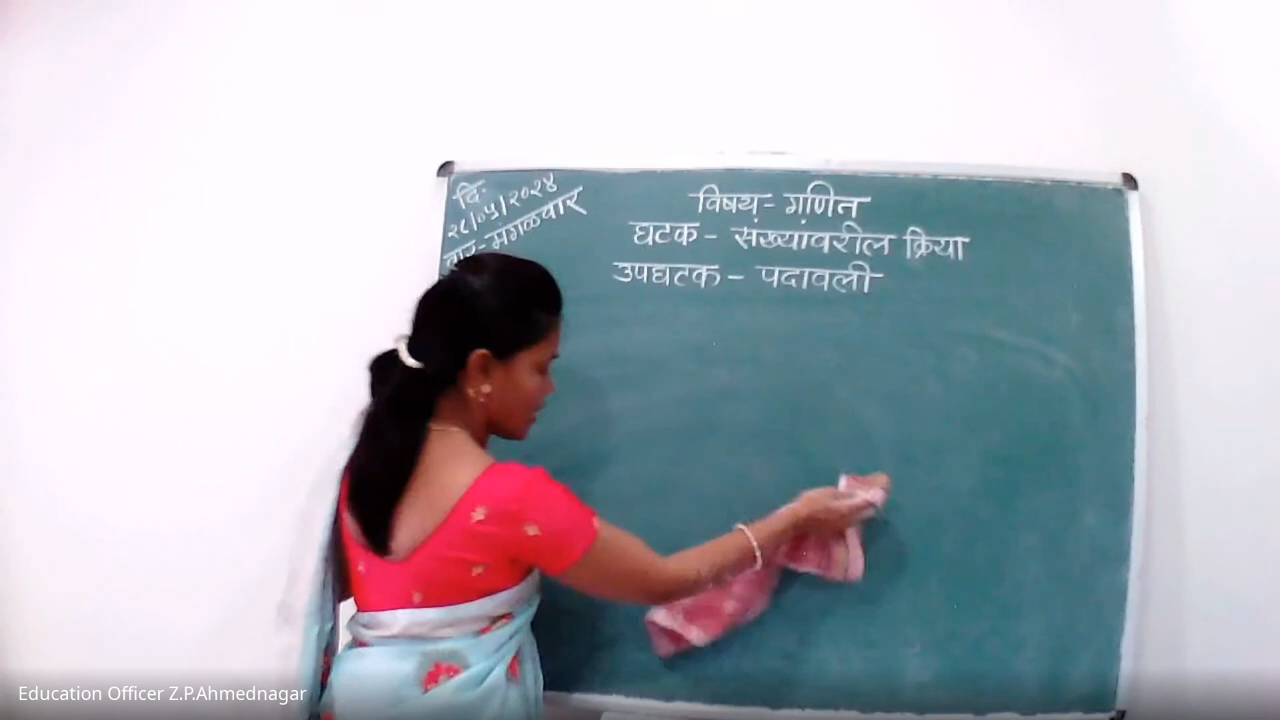 दि:
२८/०५/२०२४
वार- मंगळवार
विषय - गणित
घटक - संख्यांवरील क्रिया
उपघटक - पदावली
Education Officer Z.P.Ahmednagar